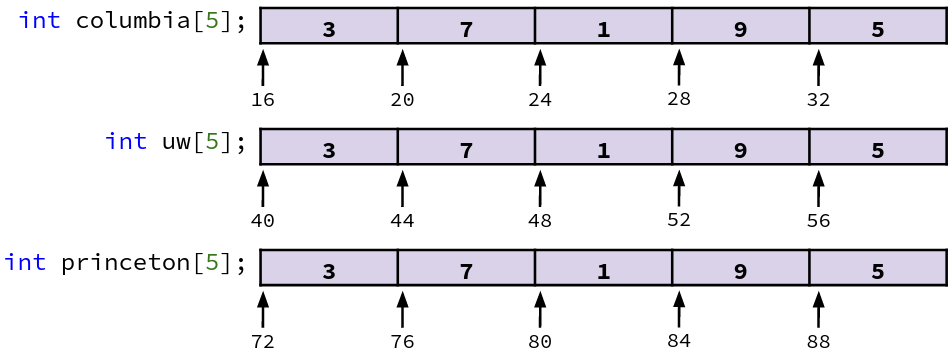 int columbia[5]; 3 7 1 9 5
16 20 24 28 32
int uw[5]; 3 7 1 9 5
40 44 48 52 56
int princeton[5]; 3 7 1 9 5
72 76 80 84 88